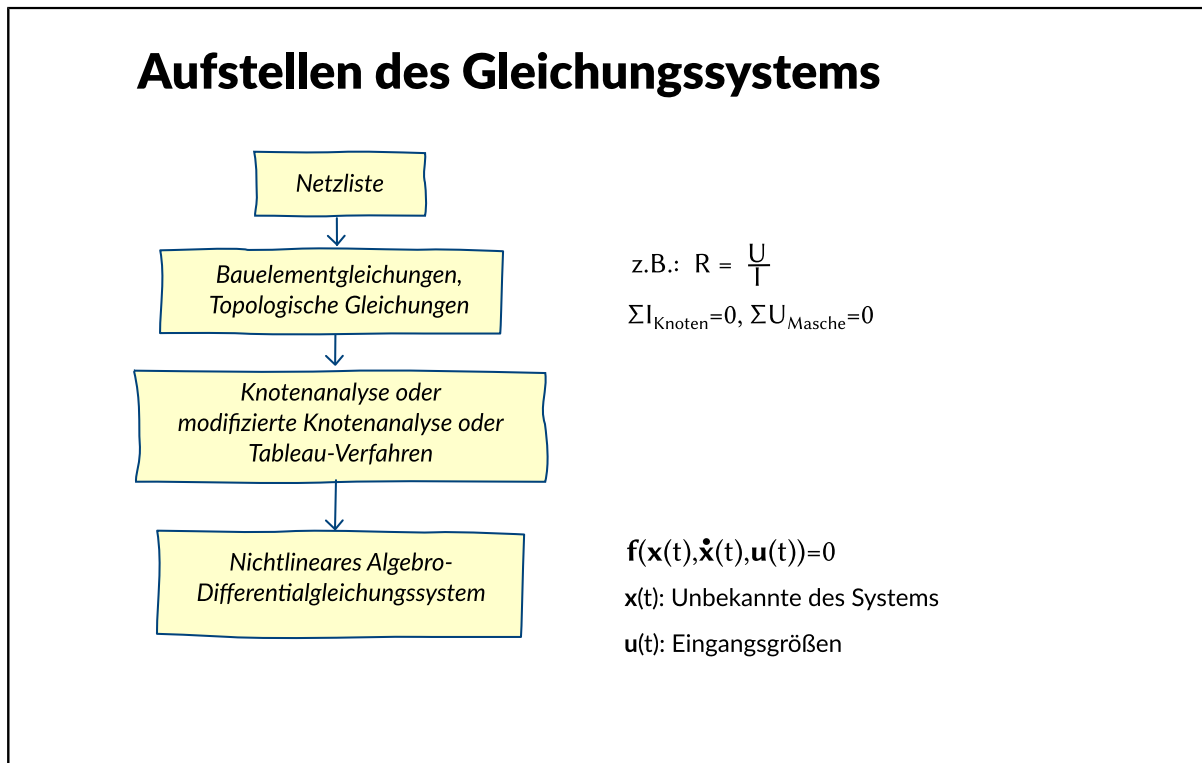 Aufstellen des Gleichungssystems
Netzliste
Bauelementgleichungen,
Topologische Gleichungen
z.B.: R = U/I
ΣI_Knoten=0, ΣU_Masche=0
Knotenanalyse oder
modifizierte Knotenanalyse oder
Tableau-Verfahren
Nichtlineares Algebro-
Differentialgleichungssystem
f(x(t),ẋ(t),u(t))=0
x(t): Unbekannte des Systems
u(t): Eingangsgrößen